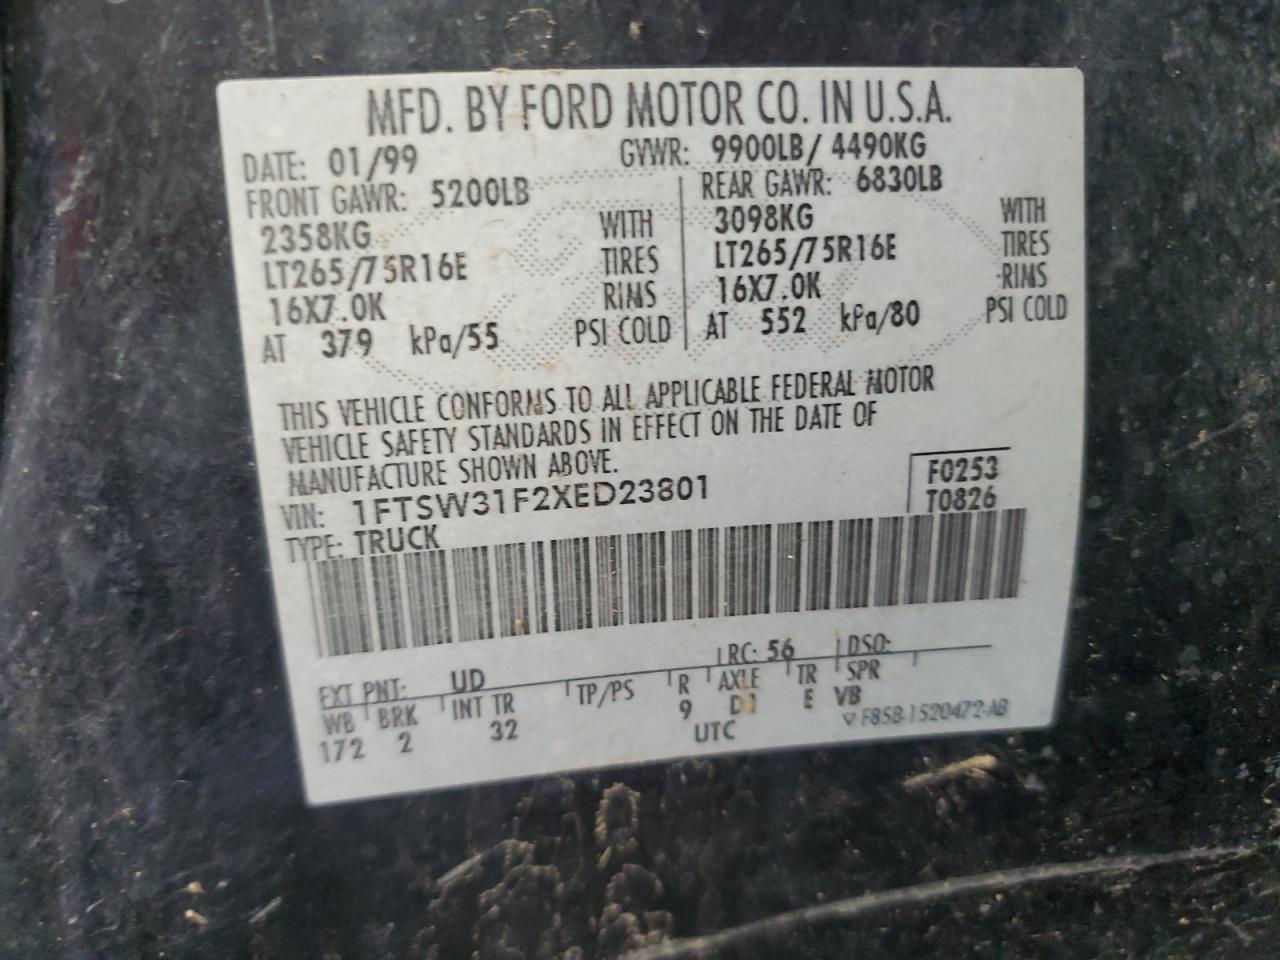 MFD. BY FORD MOTOR CO. IN U.S.A.
DATE: 01/99 GVWR: 9900LB/ 4490KG
FRONT GAWR: 5200LB REAR GAWR: 6830LB
2358KG WITH 3098KG WITH
LT265/75R16E TIRES LT265/75R16E TIRES
16X7.0K RIMS 16X7.0K RIMS
AT 379 kPa/55 PSI COLD AT 552 kPa/80 PSI COLD
THIS VEHICLE CONFORMS TO ALL APPLICABLE FEDERAL MOTOR
VEHICLE SAFETY STANDARDS IN EFFECT ON THE DATE OF
MANUFACTURE SHOWN ABOVE.
VIN: 1FTSW31F2XED23801 F0253
TYPE: TRUCK T0826
EXT PNT: UD RC: 56 DSO:
WB BRK INT TR TP/PS R AXLE TR SPR
172 2 32 9 D1 E VB
UTC F85B-1520472-AB